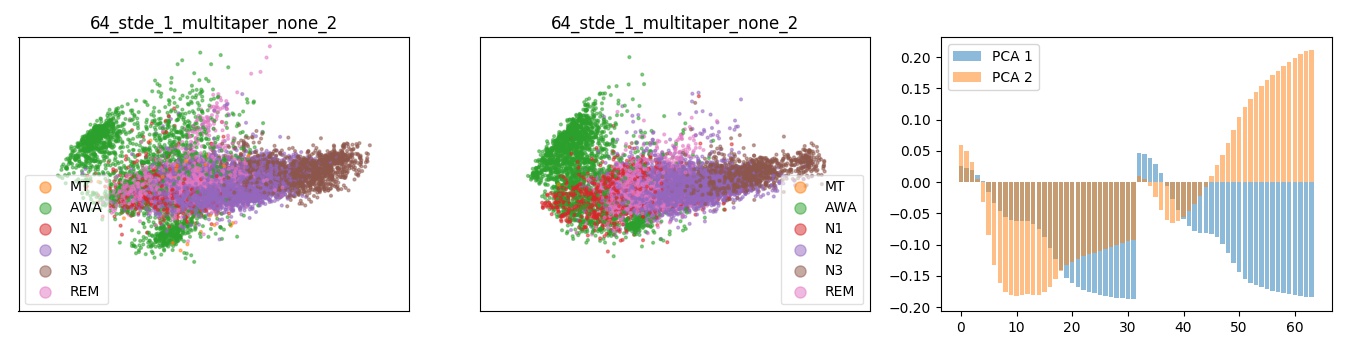 64_stde_1_multitaper_none_2
MT
AWA
N1
N2
N3
REM
64_stde_1_multitaper_none_2
MT
AWA
N1
N2
N3
REM
PCA 1
PCA 2
0.20
0.15
0.10
0.05
0.00
−0.05
−0.10
−0.15
−0.20
0 10 20 30 40 50 60